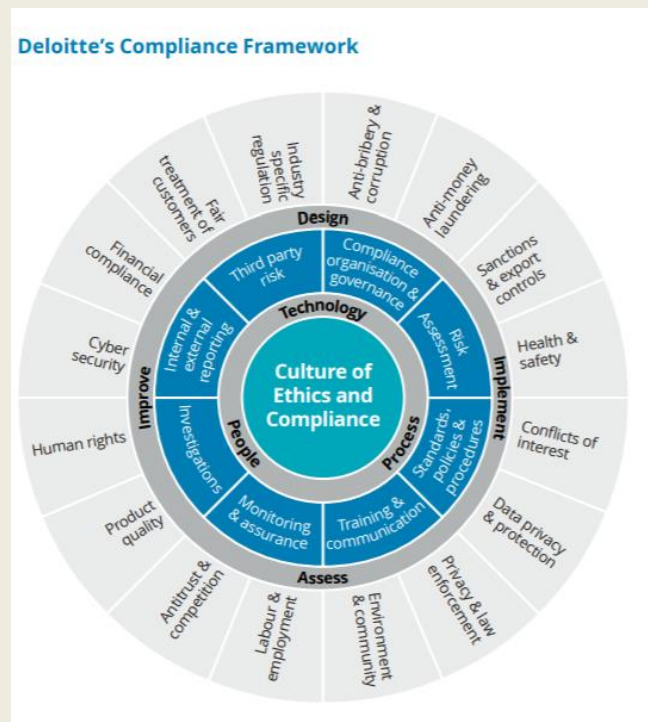 Deloitte's Compliance Framework
Anti-bribery &
corruption
Anti-money
laundering
Sanctions
& export
controls
Health &
safety
Conflicts of
interest
Data privacy
& protection
Privacy & law
enforcement
Environment
& community
Labour &
employment
Antitrust &
competition
Product
quality
Human rights
Cyber
security
Financial
compliance
Fair
treatment of
customers
Industry
specific
regulation
Design
Implement
Assess
Improve
Compliance
organisation &
governance
Risk
Assessment
Standards,
policies &
procedures
Training &
communication
Monitoring
& assurance
Investigations
Internal &
external
reporting
Third party
risk
Technology
Process
People
Culture of
Ethics and
Compliance